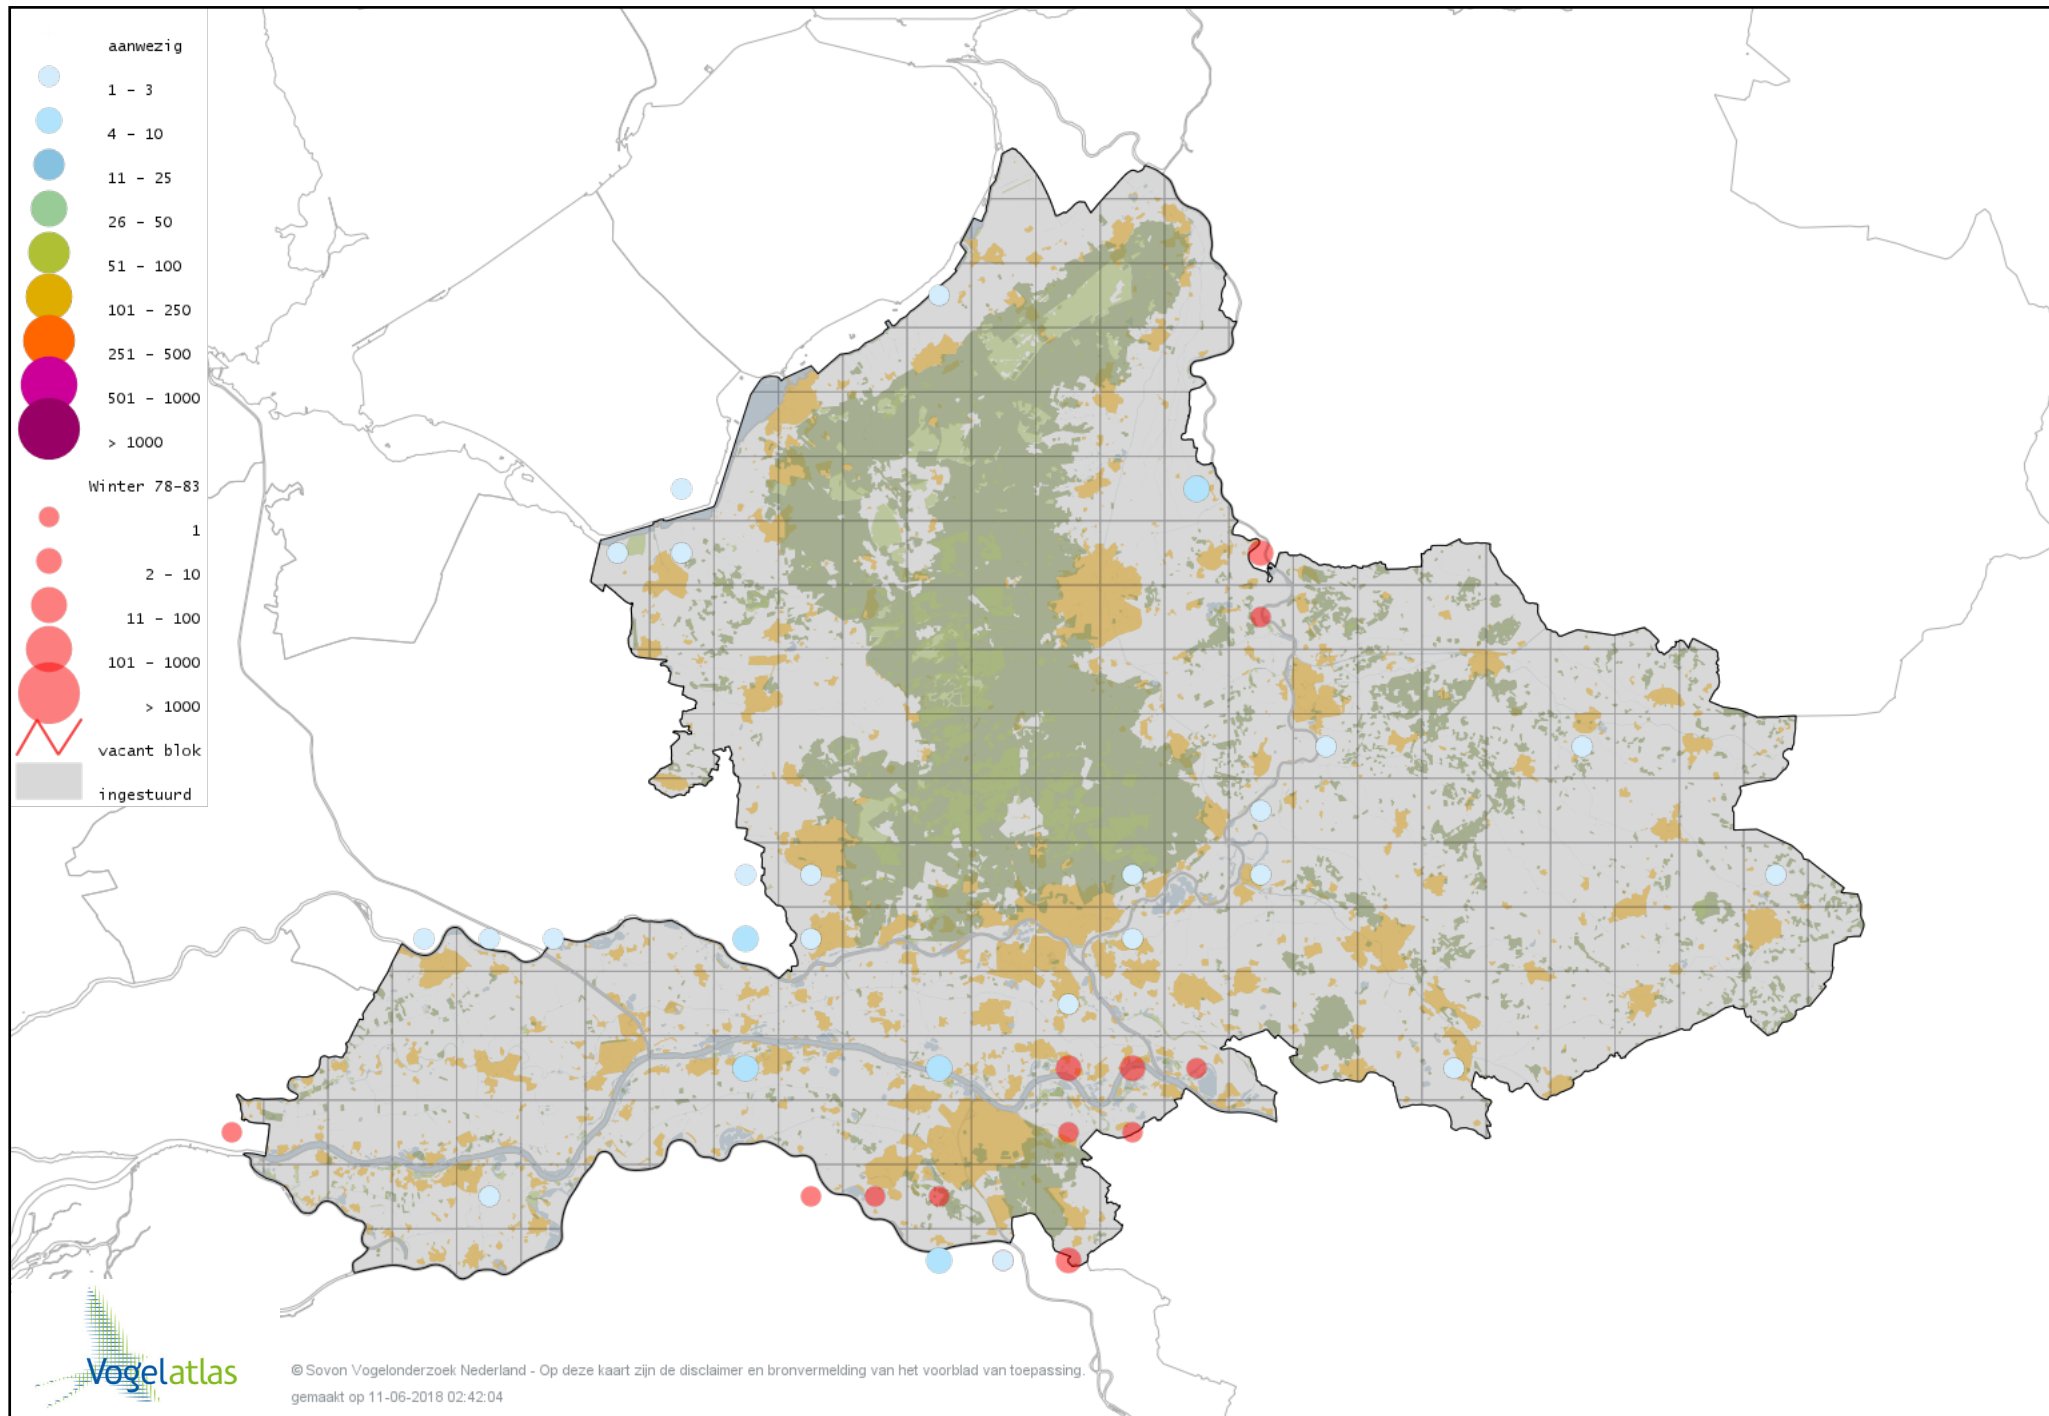 aanwezig
1 - 3
4 - 10
11 - 25
26 - 50
51 - 100
101 - 250
251 - 500
501 - 1000
> 1000
Winter 78-83
1
2 - 10
11 - 100
101 - 1000
> 1000
vacant blok
ingestuurd
Vogelatlas
© Sovon Vogelonderzoek Nederland - Op deze kaart zijn de disclaimer en bronvermelding van het voorblad van toepassing.
gemaakt op 11-06-2018 02:42:04